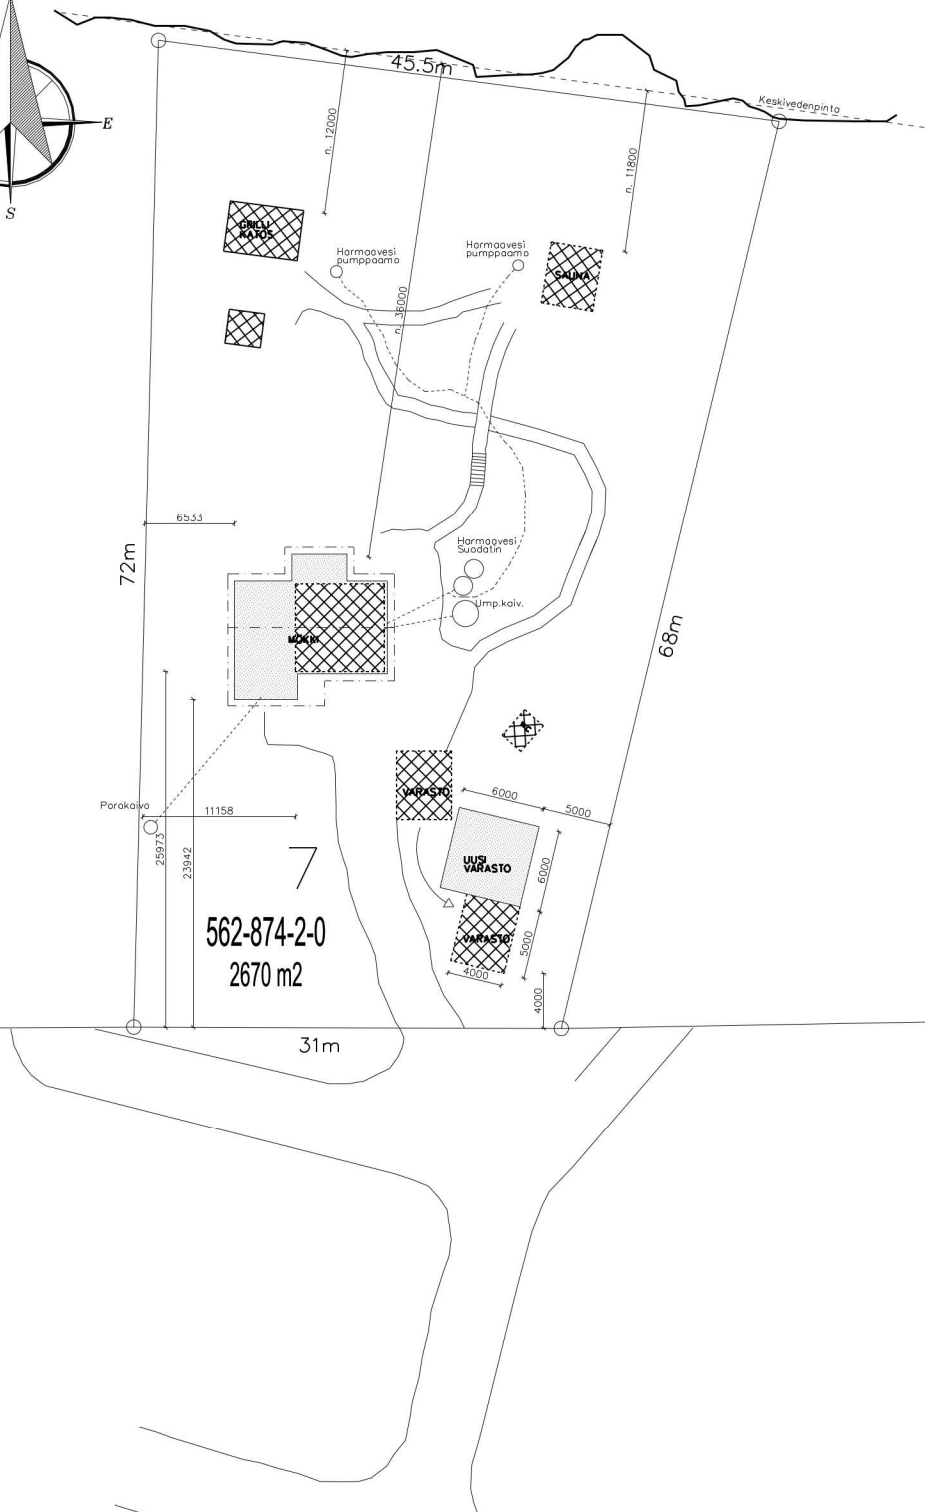 45.5m
Keskivedenpinta
E
S
n. 12000
n. 11800
GRILLI
KATOS
Harmaavesi
pumppaamo
Harmaavesi
pumppaamo
SAUNA
n. 36000
6533
72m
Harmaavesi
Suodatin
Ump.kaiv.
MÖKKI
68m
VARASTO
6000
5000
Porakaivo
11158
25973
23942
UUSI
VARASTO
6000
7
562-874-2-0
2670 m2
VARASTO
5000
4000
4000
31m